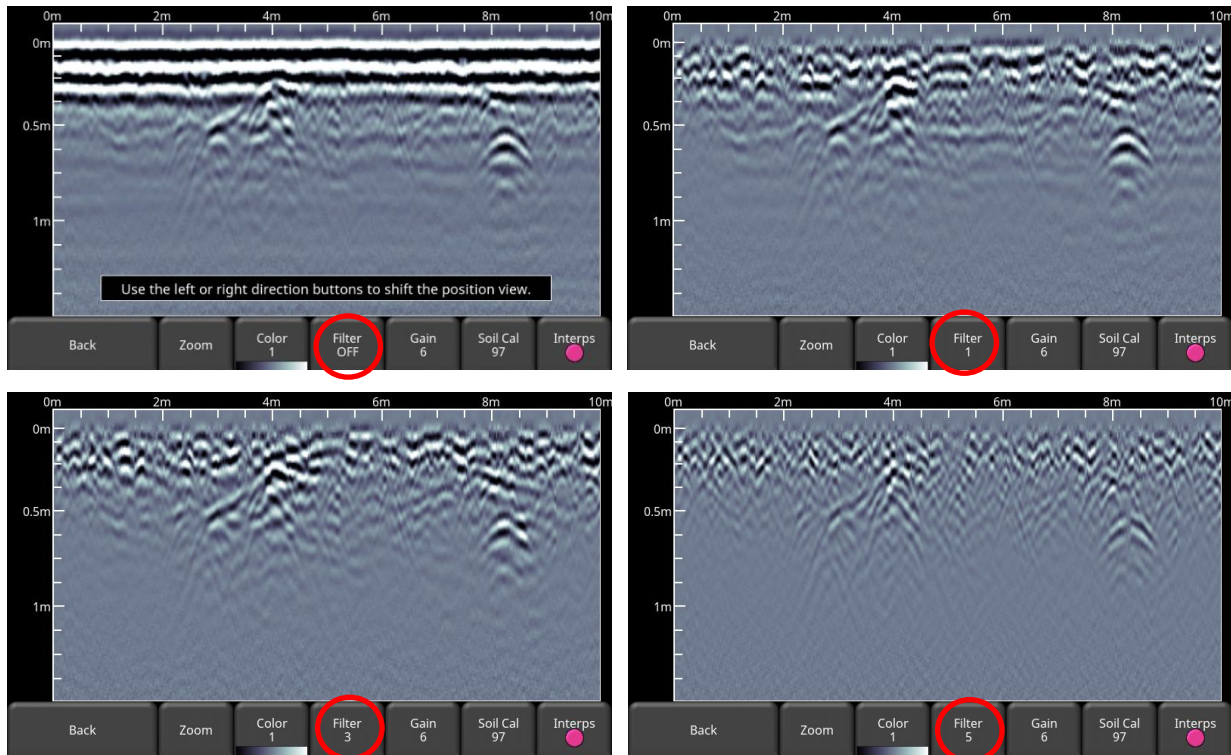 0m 2m 4m 6m 8m 10m
0m
0.5m
1m
Use the left or right direction buttons to shift the position view.
Back Zoom Color 1 Filter OFF Gain 6 Soil Cal 97 Interps
0m 2m 4m 6m 8m 10m
0m
0.5m
1m
Back Zoom Color 1 Filter 1 Gain 6 Soil Cal 97 Interps
0m 2m 4m 6m 8m 10m
0m
0.5m
1m
Back Zoom Color 1 Filter 3 Gain 6 Soil Cal 97 Interps
0m 2m 4m 6m 8m 10m
0m
0.5m
1m
Back Zoom Color 1 Filter 5 Gain 6 Soil Cal 97 Interps